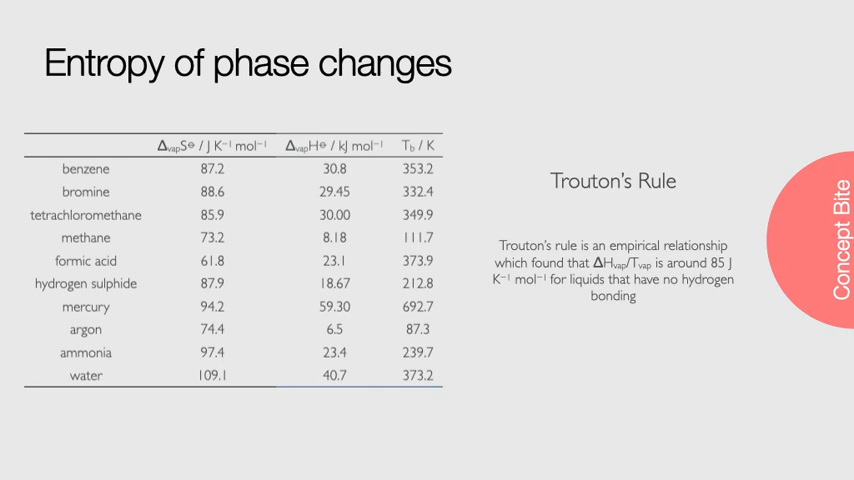 Entropy of phase changes
ΔvapS⊖ / J K⁻¹ mol⁻¹ ΔvapH⊖ / kJ mol⁻¹ Tb / K
benzene 87.2 30.8 353.2
bromine 88.6 29.45 332.4
tetrachloromethane 85.9 30.00 349.9
methane 73.2 8.18 111.7
formic acid 61.8 23.1 373.9
hydrogen sulphide 87.9 18.67 212.8
mercury 94.2 59.30 692.7
argon 74.4 6.5 87.3
ammonia 97.4 23.4 239.7
water 109.1 40.7 373.2
Trouton's Rule
Trouton's rule is an empirical relationship
which found that ΔHvap/Tvap is around 85 J
K⁻¹ mol⁻¹ for liquids that have no hydrogen
bonding
Concept Bite